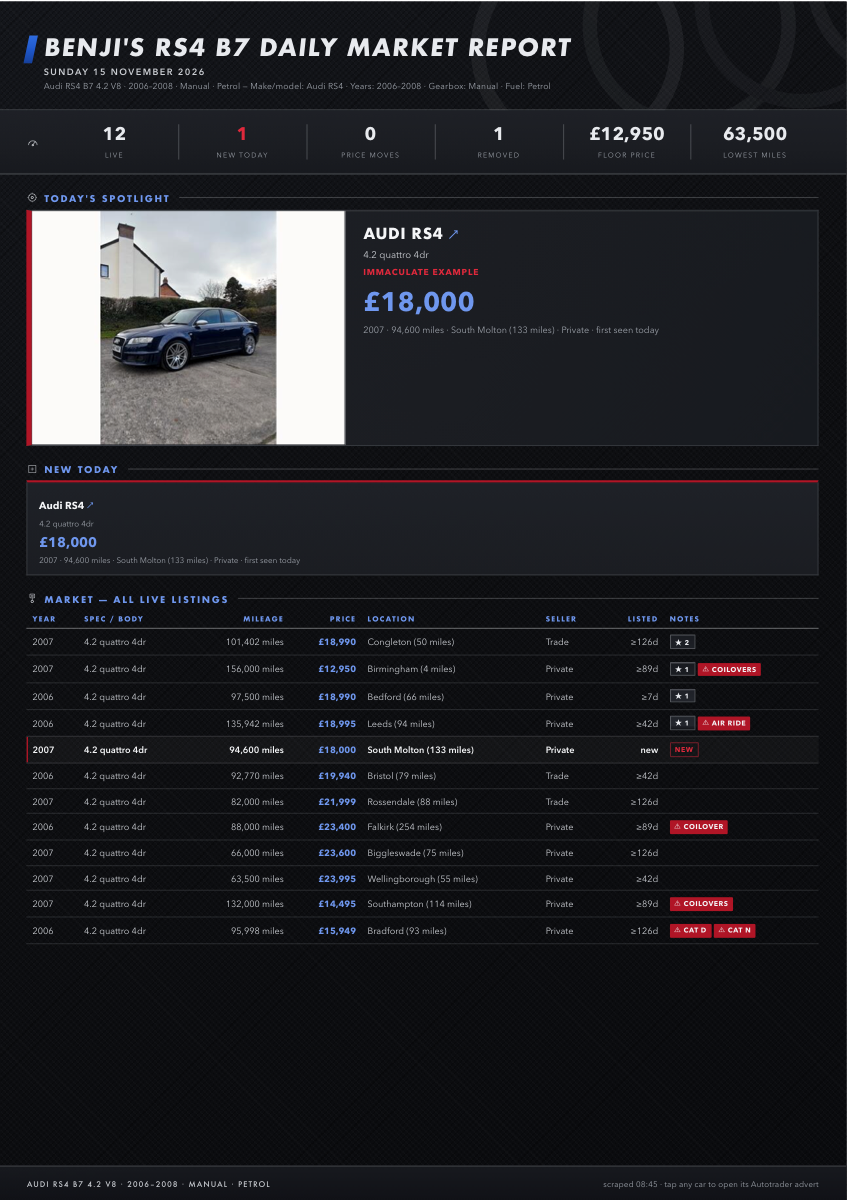 BENJI'S RS4 B7 DAILY MARKET REPORT
SUNDAY 15 NOVEMBER 2026
Audi RS4 B7 4.2 V8 · 2006–2008 · Manual · Petrol — Make/model: Audi RS4 · Years: 2006–2008 · Gearbox: Manual · Fuel: Petrol
12 1 0 1 £12,950 63,500
LIVE NEW TODAY PRICE MOVES REMOVED FLOOR PRICE LOWEST MILES
TODAY'S SPOTLIGHT
AUDI RS4 ↗
4.2 quattro 4dr
IMMACULATE EXAMPLE
£18,000
2007 · 94,600 miles · South Molton (133 miles) · Private · first seen today
NEW TODAY
Audi RS4 ↗
4.2 quattro 4dr
£18,000
2007 · 94,600 miles · South Molton (133 miles) · Private · first seen today
MARKET — ALL LIVE LISTINGS
YEAR SPEC / BODY MILEAGE PRICE LOCATION SELLER LISTED NOTES
2007 4.2 quattro 4dr 101,402 miles £18,990 Congleton (50 miles) Trade ≥126d ★ 2
2007 4.2 quattro 4dr 156,000 miles £12,950 Birmingham (4 miles) Private ≥89d ★ 1 ⚠ COILOVERS
2006 4.2 quattro 4dr 97,500 miles £18,990 Bedford (66 miles) Private ≥7d ★ 1
2006 4.2 quattro 4dr 135,942 miles £18,995 Leeds (94 miles) Private ≥42d ★ 1 ⚠ AIR RIDE
2007 4.2 quattro 4dr 94,600 miles £18,000 South Molton (133 miles) Private new NEW
2006 4.2 quattro 4dr 92,770 miles £19,940 Bristol (79 miles) Trade ≥42d
2007 4.2 quattro 4dr 82,000 miles £21,999 Rossendale (88 miles) Trade ≥126d
2006 4.2 quattro 4dr 88,000 miles £23,400 Falkirk (254 miles) Private ≥89d ⚠ COILOVER
2007 4.2 quattro 4dr 66,000 miles £23,600 Biggleswade (75 miles) Private ≥126d
2007 4.2 quattro 4dr 63,500 miles £23,995 Wellingborough (55 miles) Private ≥42d
2007 4.2 quattro 4dr 132,000 miles £14,495 Southampton (114 miles) Private ≥89d ⚠ COILOVERS
2006 4.2 quattro 4dr 95,998 miles £15,949 Bradford (93 miles) Private ≥126d ⚠ CAT D ⚠ CAT N
AUDI RS4 B7 4.2 V8 · 2006–2008 · MANUAL · PETROL
scraped 08:45 · tap any car to open its Autotrader advert